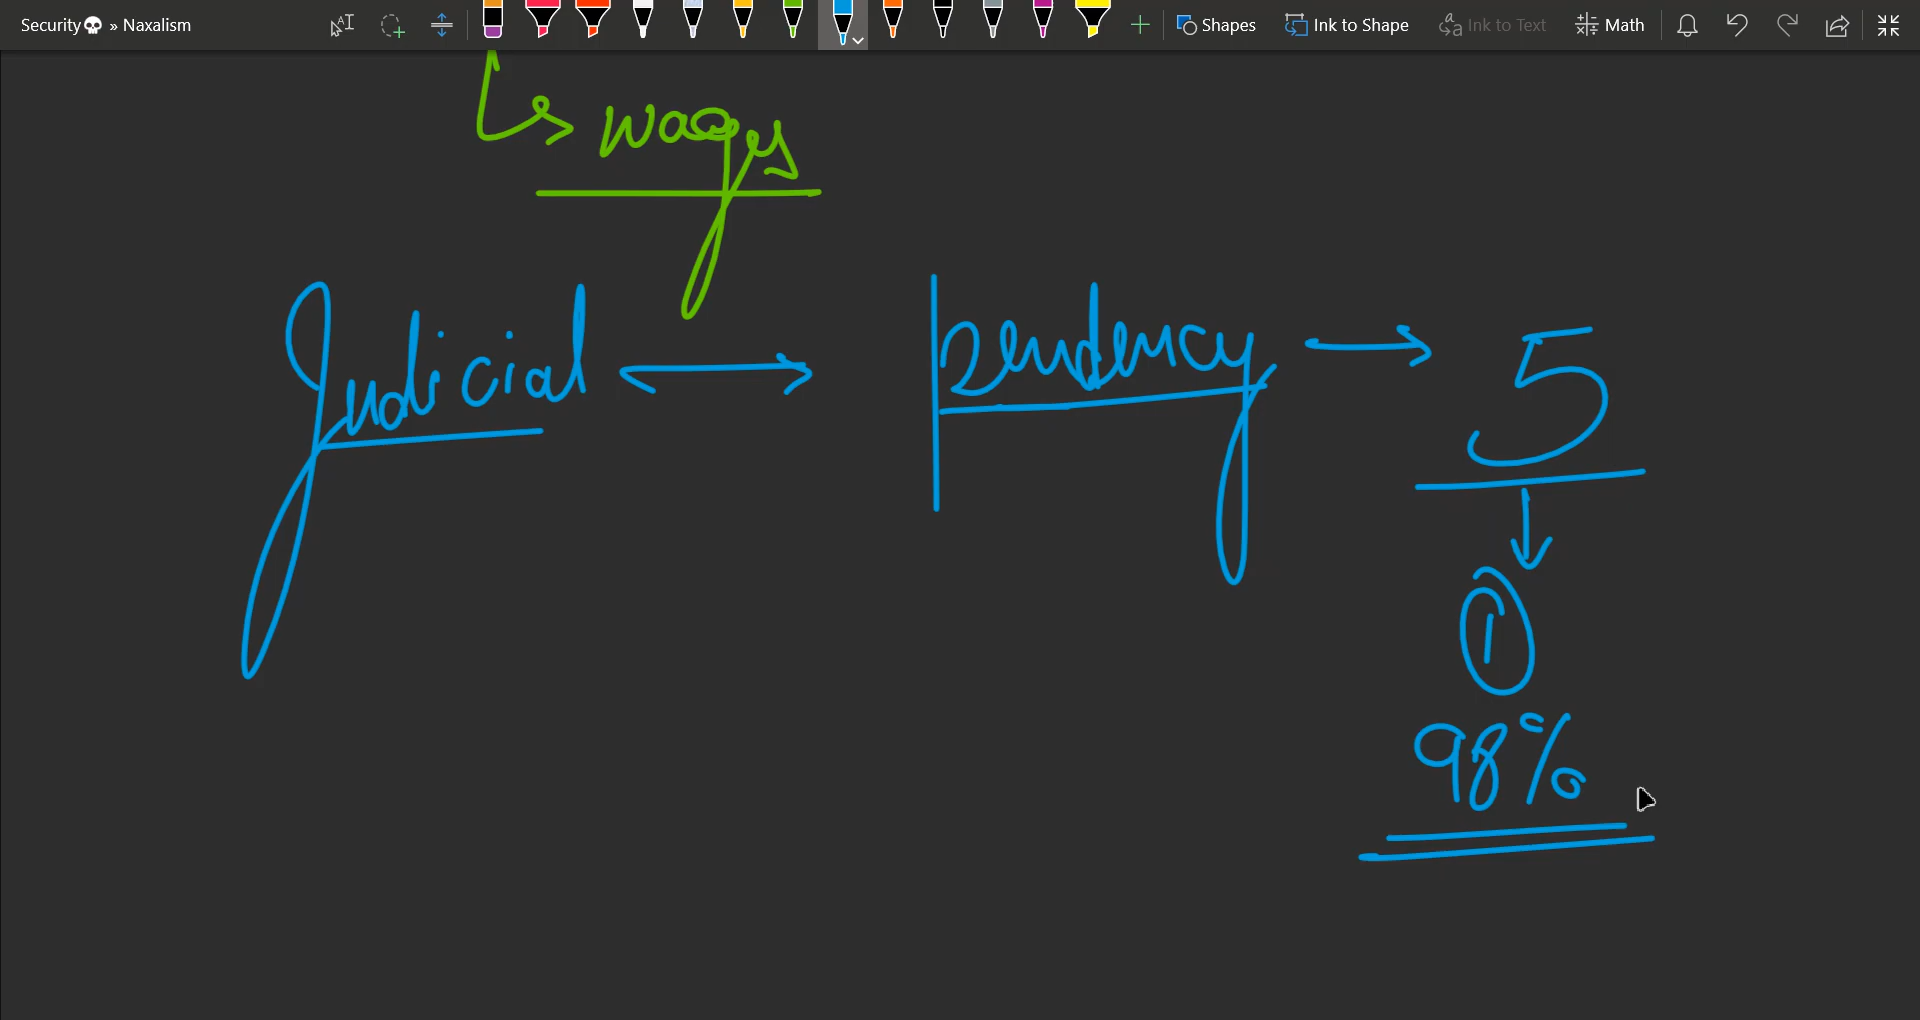 Security💀 » Naxalism
Shapes Ink to Shape Ink to Text Math
↳ wages
Judicial ↔ Pendency → 5
↓
①
98%